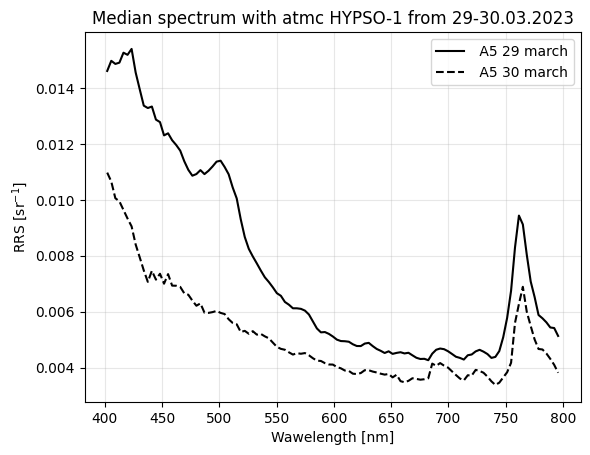 Median spectrum with atmc HYPSO-1 from 29-30.03.2023
A5 29 march
A5 30 march
0.014
0.012
0.010
0.008
0.006
0.004
RRS [sr⁻¹]
400 450 500 550 600 650 700 750 800
Wawelength [nm]